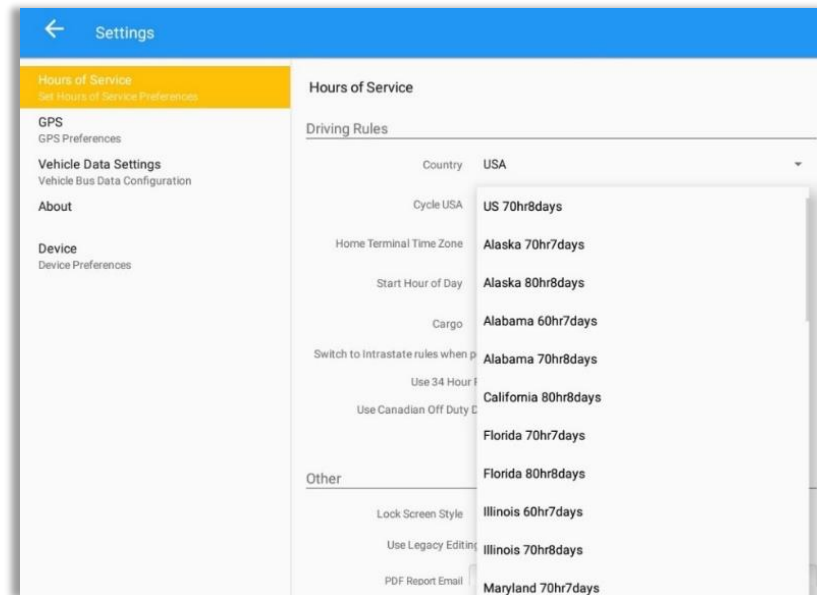 Settings
Hours of Service
Set Hours of Service Preferences
GPS
GPS Preferences
Vehicle Data Settings
Vehicle Bus Data Configuration
About
Device
Device Preferences
Hours of Service
Driving Rules
Country USA
Cycle USA
Home Terminal Time Zone
Start Hour of Day
Cargo
Switch to Intrastate rules when p
Use 34 Hour
Use Canadian Off Duty D
US 70hr8days
Alaska 70hr7days
Alaska 80hr8days
Alabama 60hr7days
Alabama 70hr8days
California 80hr8days
Florida 70hr7days
Florida 80hr8days
Illinois 60hr7days
Illinois 70hr8days
Maryland 70hr7days
Other
Lock Screen Style
Use Legacy Editing
PDF Report Email